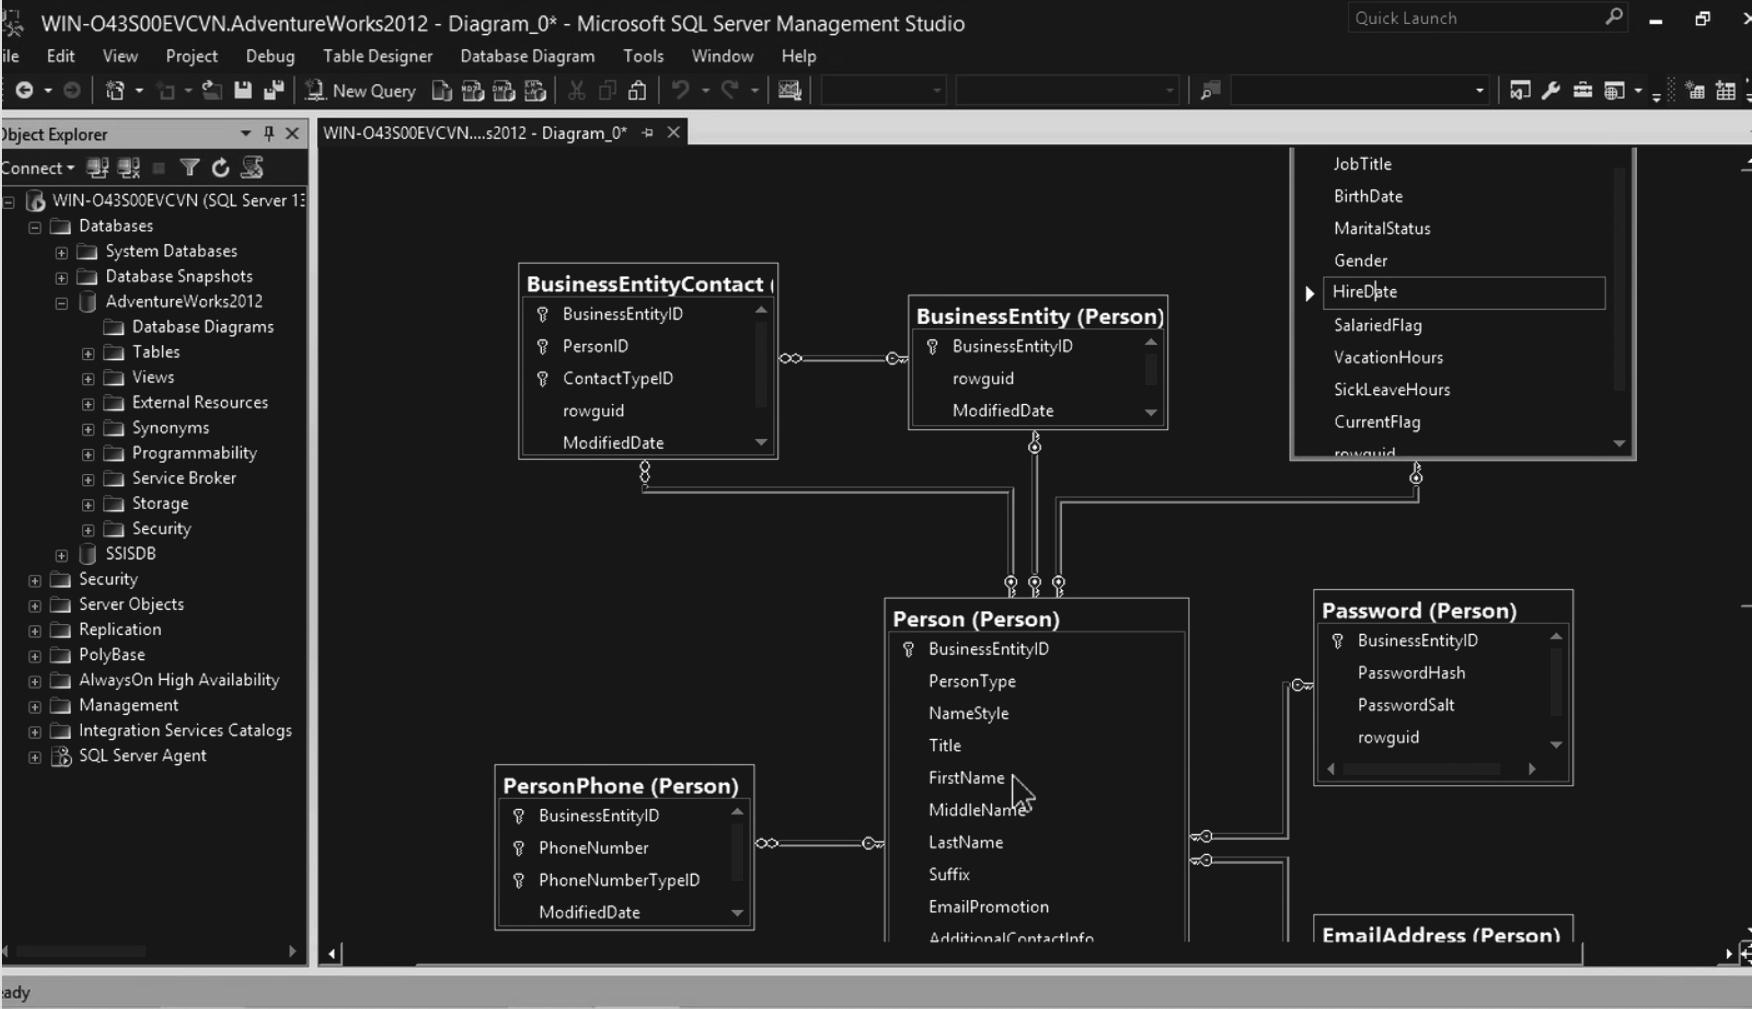 WIN-O43S00EVCVN.AdventureWorks2012 - Diagram_0* - Microsoft SQL Server Management Studio
Quick Launch
ile Edit View Project Debug Table Designer Database Diagram Tools Window Help
New Query
Object Explorer
WIN-O43S00EVCVN....s2012 - Diagram_0*
Connect
WIN-O43S00EVCVN (SQL Server 13
Databases
System Databases
Database Snapshots
AdventureWorks2012
Database Diagrams
Tables
Views
External Resources
Synonyms
Programmability
Service Broker
Storage
Security
SSISDB
Security
Server Objects
Replication
PolyBase
AlwaysOn High Availability
Management
Integration Services Catalogs
SQL Server Agent
BusinessEntityContact (
BusinessEntityID
PersonID
ContactTypeID
rowguid
ModifiedDate
BusinessEntity (Person)
BusinessEntityID
rowguid
ModifiedDate
JobTitle
BirthDate
MaritalStatus
Gender
HireDate
SalariedFlag
VacationHours
SickLeaveHours
CurrentFlag
rowguid
Person (Person)
BusinessEntityID
PersonType
NameStyle
Title
FirstName
MiddleName
LastName
Suffix
EmailPromotion
AdditionalContactInfo
Password (Person)
BusinessEntityID
PasswordHash
PasswordSalt
rowguid
PersonPhone (Person)
BusinessEntityID
PhoneNumber
PhoneNumberTypeID
ModifiedDate
EmailAddress (Person)
eady